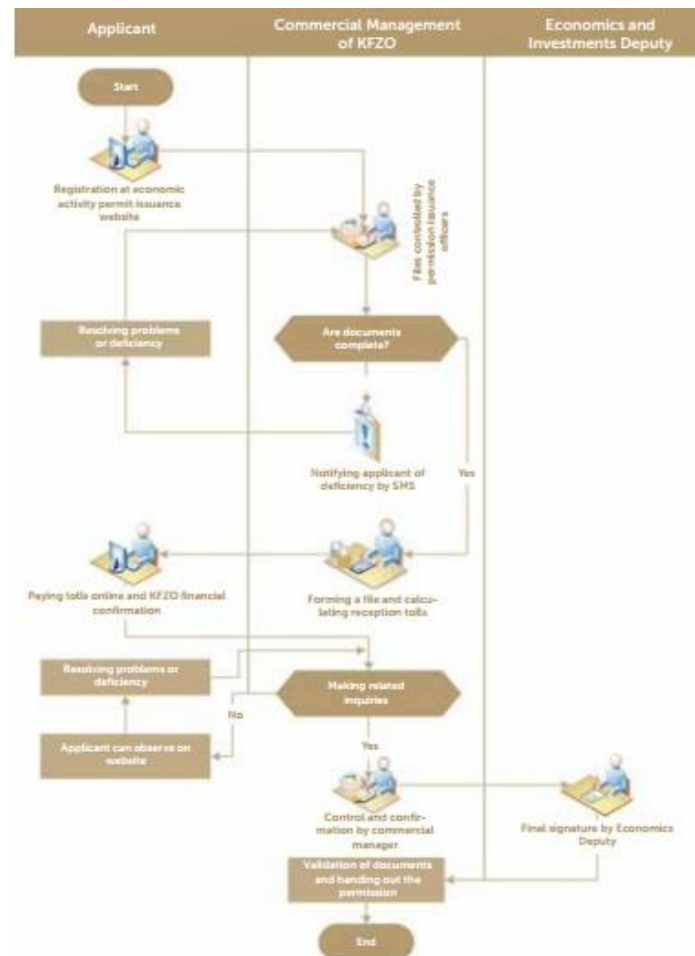 Applicant
Commercial Management
of KFZO
Economics and
Investments Deputy
Start
Registration at economic
activity permit issuance
website
Files controlled by
permission issuance
officers
Resolving problems
or deficiency
Are documents
complete?
Notifying applicant of
deficiency by SMS
Yes
Paying tolls online and KFZO financial
confirmation
Forming a file and calcu-
lating reception tolls
Resolving problems or
deficiency
Making related
inquiries
No
Applicant can observe on
website
Yes
Control and confir-
mation by commercial
manager
Final signature by Economics
Deputy
Validation of documents
and handing out the
permission
End